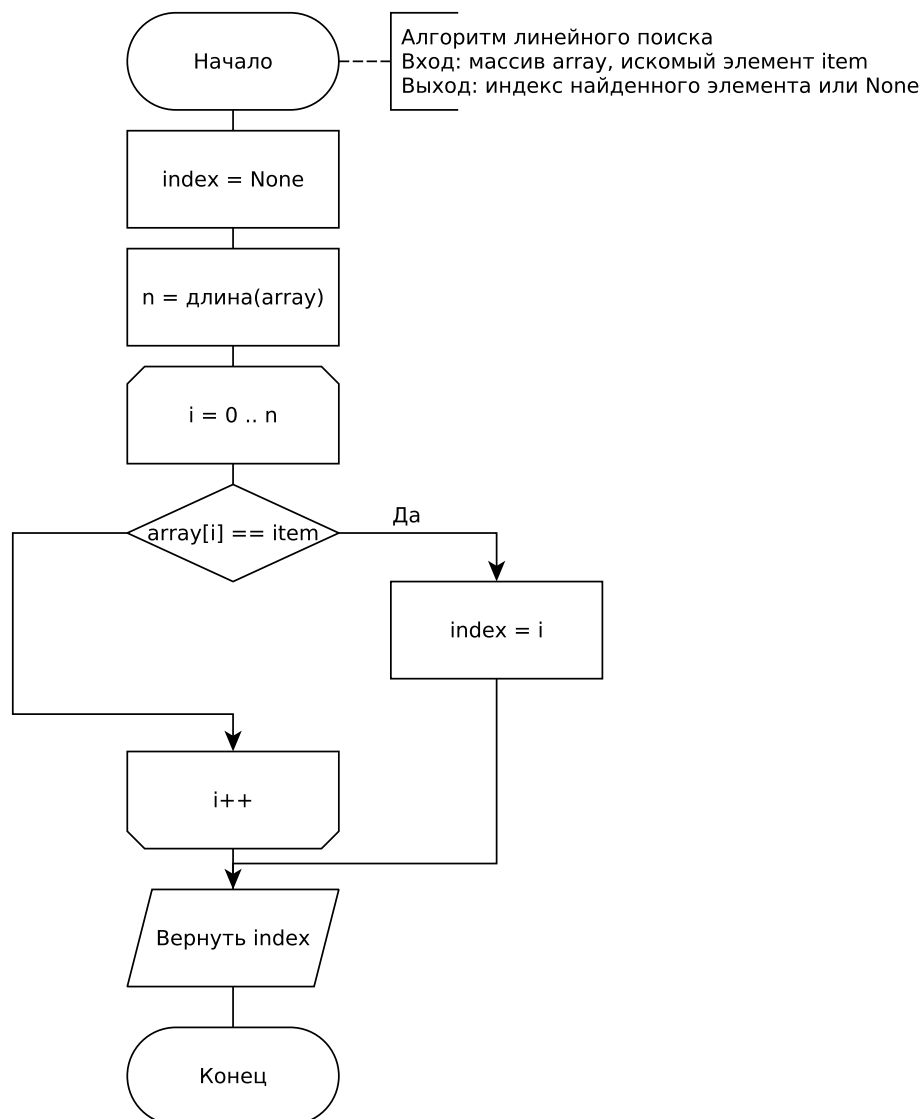 Начало
Алгоритм линейного поиска
Вход: массив array, искомый элемент item
Выход: индекс найденного элемента или None
index = None
n = длина(array)
i = 0 .. n
array[i] == item
Да
index = i
i++
Вернуть index
Конец